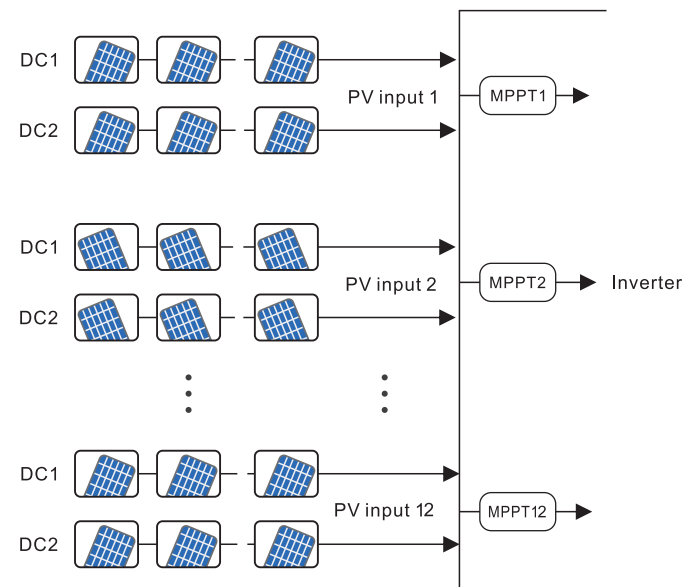 DC1
PV input 1
MPPT1
DC2
DC1
PV input 2
MPPT2
Inverter
DC2
DC1
PV input 12
MPPT12
DC2